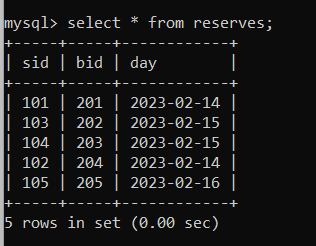 mysql> select * from reserves;
+-----+-----+------------+
| sid | bid | day        |
+-----+-----+------------+
| 101 | 201 | 2023-02-14 |
| 103 | 202 | 2023-02-15 |
| 104 | 203 | 2023-02-15 |
| 102 | 204 | 2023-02-14 |
| 105 | 205 | 2023-02-16 |
+-----+-----+------------+
5 rows in set (0.00 sec)